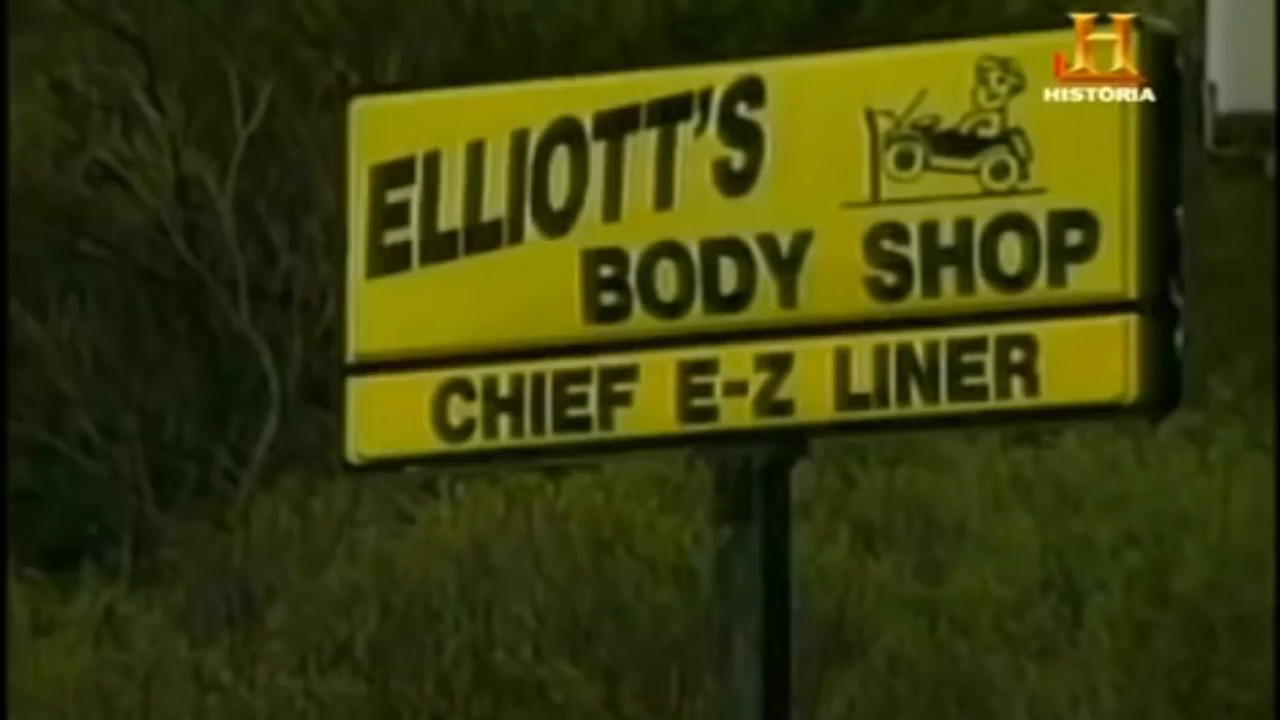 ELLIOTT'S
BODY SHOP
CHIEF E-Z LINER
H
HISTORIA